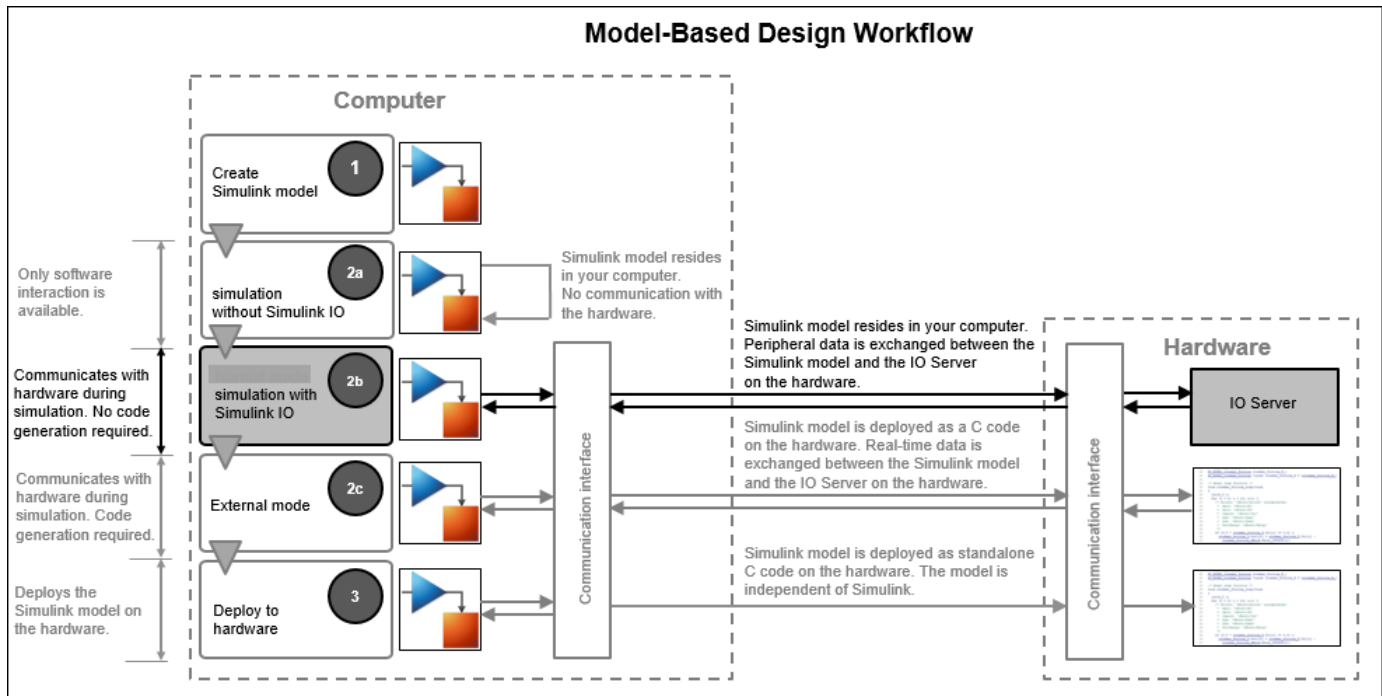 Model-Based Design Workflow
Computer
1
Create
Simulink model
Only software
interaction is
available.
2a
simulation
without Simulink IO
Simulink model resides
in your computer.
No communication with
the hardware.
Communicates with
hardware during
simulation. No code
generation required.
2b
simulation with
Simulink IO
Simulink model resides in your computer.
Peripheral data is exchanged between the
Simulink model and the IO Server
on the hardware.
Hardware
IO Server
Communicates with
hardware during
simulation. Code
generation required.
2c
External mode
Simulink model is deployed as a C code
on the hardware. Real-time data is
exchanged between the Simulink model
and the IO Server on the hardware.
Deploys the
Simulink model on
the hardware.
3
Deploy to
hardware
Simulink model is deployed as standalone
C code on the hardware. The model is
independent of Simulink.
Communication interface
Communication interface